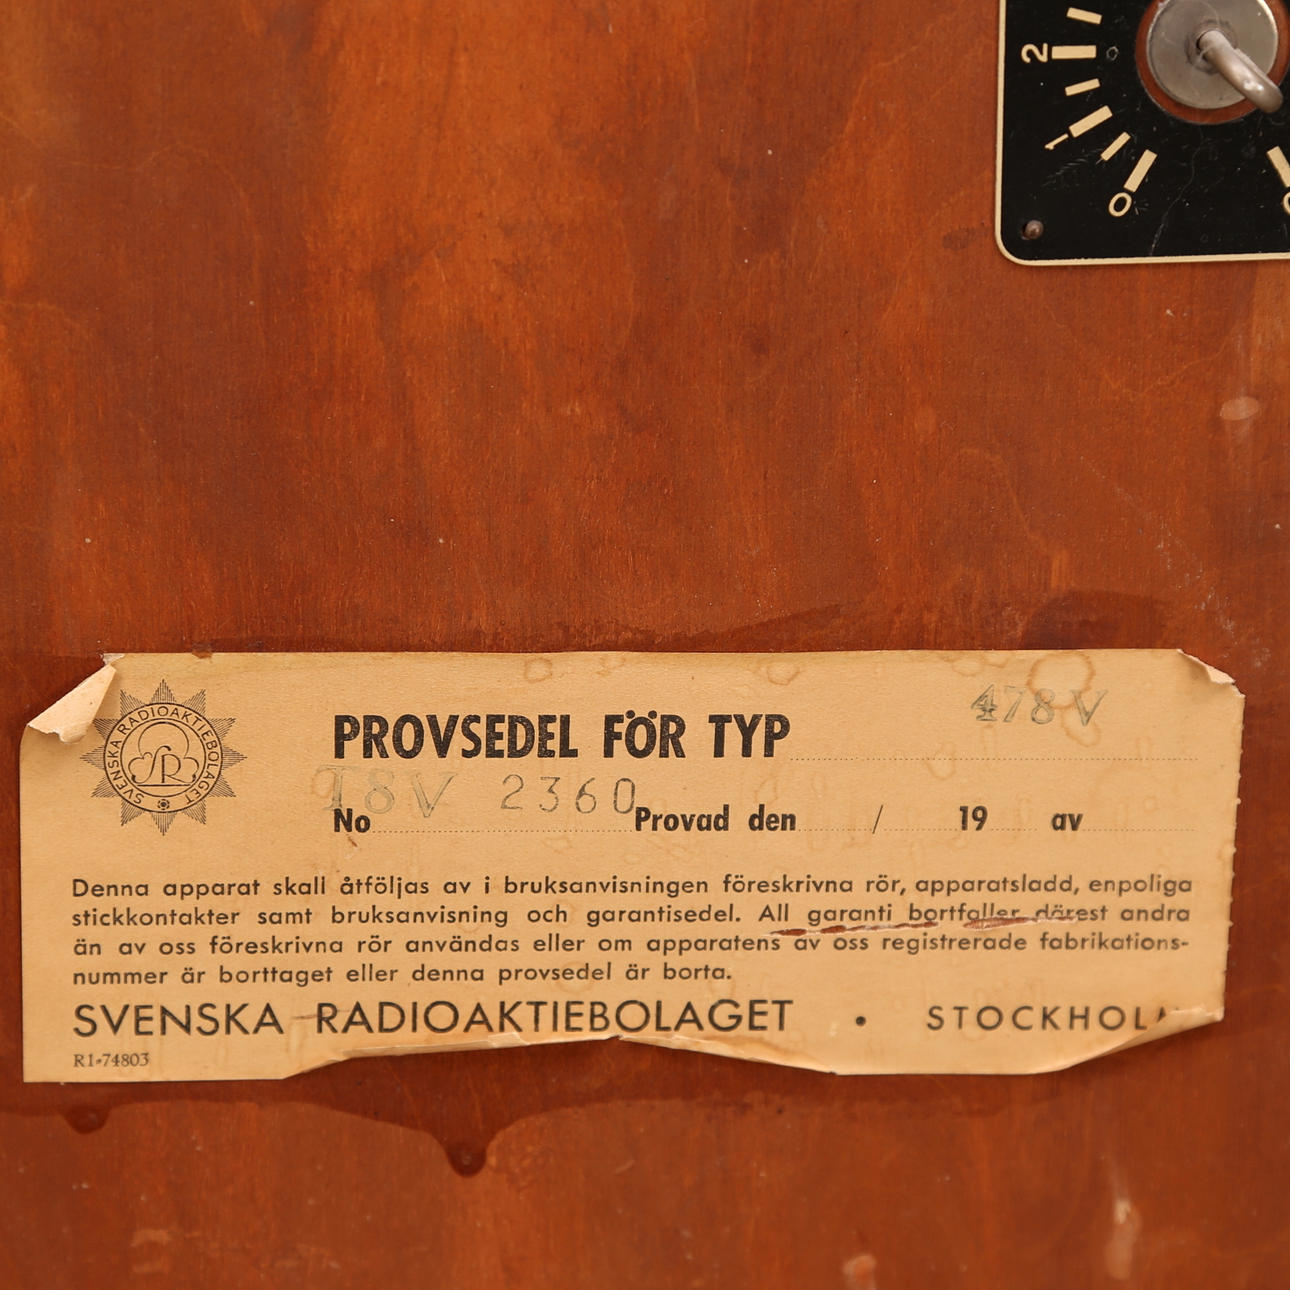 2
1
0
SVENSKA RADIOAKTIEBOLAGET
SR
478V
PROVSEDEL FÖR TYP
T8V 2360
No Provad den / 19 av
Denna apparat skall åtföljas av i bruksanvisningen föreskrivna rör, apparatsladd, enpoliga
stickkontakter samt bruksanvisning och garantisedel. All garanti bortfaller därest andra
än av oss föreskrivna rör användas eller om apparatens av oss registrerade fabrikations-
nummer är borttaget eller denna provsedel är borta.
SVENSKA RADIOAKTIEBOLAGET • STOCKHOL
R1-74803